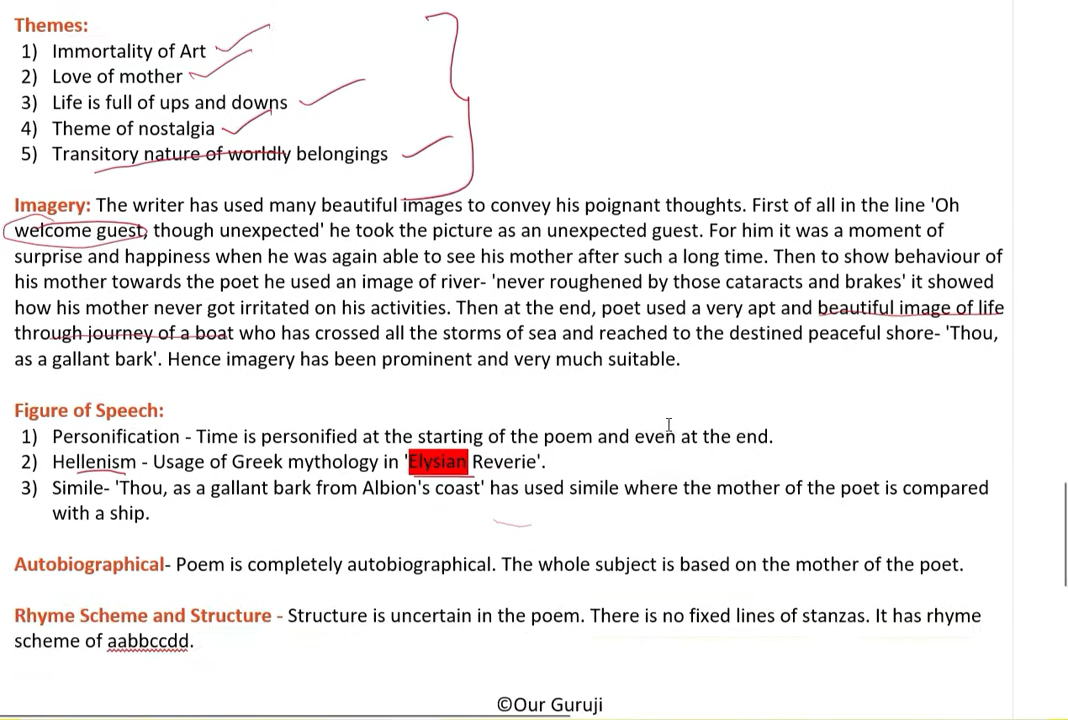 Themes:
1) Immortality of Art
2) Love of mother
3) Life is full of ups and downs
4) Theme of nostalgia
5) Transitory nature of worldly belongings
Imagery: The writer has used many beautiful images to convey his poignant thoughts. First of all in the line 'Oh
welcome guest, though unexpected' he took the picture as an unexpected guest. For him it was a moment of
surprise and happiness when he was again able to see his mother after such a long time. Then to show behaviour of
his mother towards the poet he used an image of river- 'never roughened by those cataracts and brakes' it showed
how his mother never got irritated on his activities. Then at the end, poet used a very apt and beautiful image of life
through journey of a boat who has crossed all the storms of sea and reached to the destined peaceful shore- 'Thou,
as a gallant bark'. Hence imagery has been prominent and very much suitable.
Figure of Speech:
1) Personification - Time is personified at the starting of the poem and even at the end.
2) Hellenism - Usage of Greek mythology in 'Elysian Reverie'.
3) Simile- 'Thou, as a gallant bark from Albion's coast' has used simile where the mother of the poet is compared
with a ship.
Autobiographical- Poem is completely autobiographical. The whole subject is based on the mother of the poet.
Rhyme Scheme and Structure - Structure is uncertain in the poem. There is no fixed lines of stanzas. It has rhyme
scheme of aabbccdd.
©Our Guruji